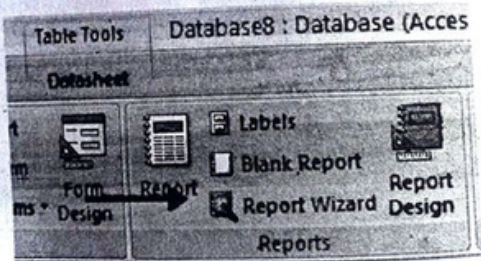 Table Tools
Database8 : Database (Acces
Datasheet
Form
Design
Report
Labels
Blank Report
Report Wizard
Report
Design
Reports